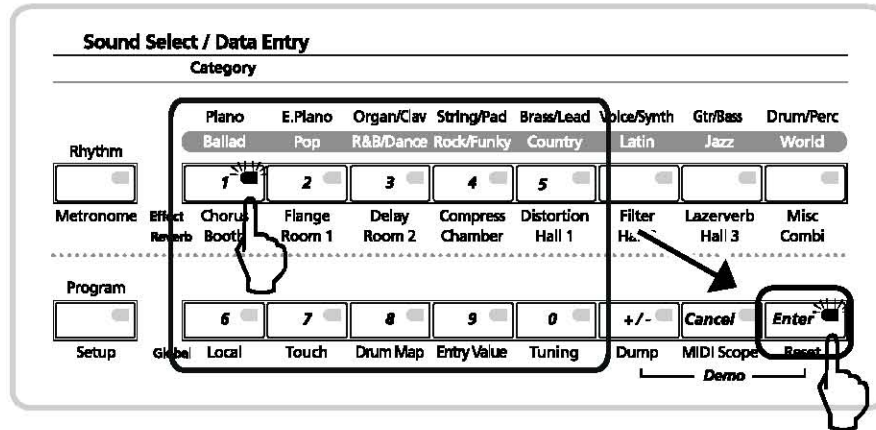 Sound Select / Data Entry
Category
Piano E.Piano Organ/Clav String/Pad Brass/Lead Voice/Synth Gtr/Bass Drum/Perc
Rhythm Ballad Pop R&B/Dance Rock/Funky Country Latin Jazz World
1 2 3 4 5
Metronome Effect Chorus Flange Delay Compress Distortion Filter Lazerverb Misc
Reverb Booth Room 1 Room 2 Chamber Hall 1 Hall 3 Combi
Program
6 7 8 9 0 +/- Cancel Enter
Setup Global Local Touch Drum Map Entry Value Tuning Dump MIDI Scope Reset
Demo